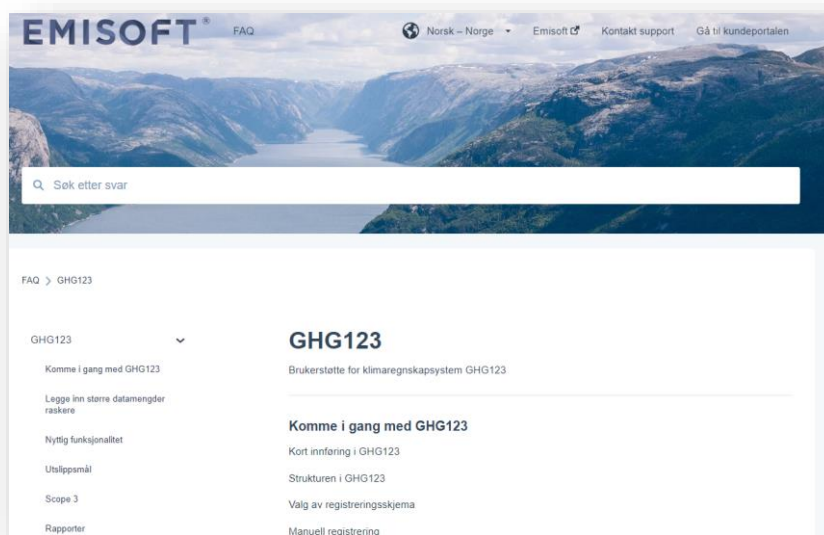 EMISOFT®
FAQ
Norsk – Norge
Emisoft
Kontakt support
Gå til kundeportalen
Søk etter svar
FAQ > GHG123
GHG123
Komme i gang med GHG123
Legge inn større datamengder
raskere
Nyttig funksjonalitet
Utslippsmål
Scope 3
Rapporter
GHG123
Brukerstøtte for klimaregnskapsystem GHG123
Komme i gang med GHG123
Kort innføring i GHG123
Strukturen i GHG123
Valg av registreringsskjema
Manuell registrering